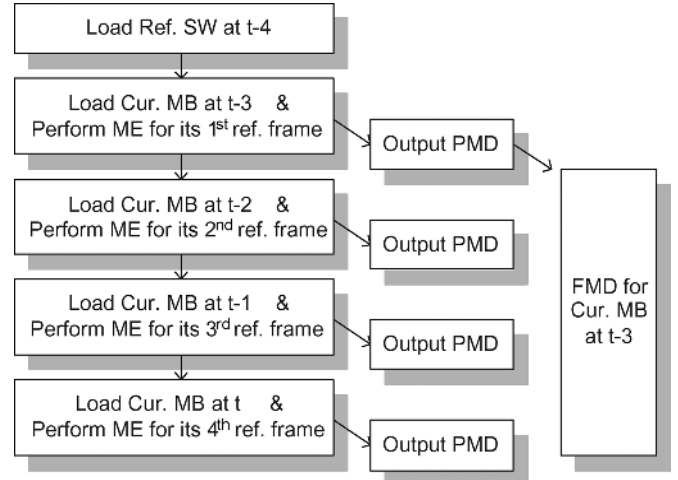 Load Ref. SW at t-4
Load Cur. MB at t-3 &
Perform ME for its 1st ref. frame
Output PMD
Load Cur. MB at t-2 &
Perform ME for its 2nd ref. frame
Output PMD
Load Cur. MB at t-1 &
Perform ME for its 3rd ref. frame
Output PMD
Load Cur. MB at t &
Perform ME for its 4th ref. frame
Output PMD
FMD for
Cur. MB
at t-3